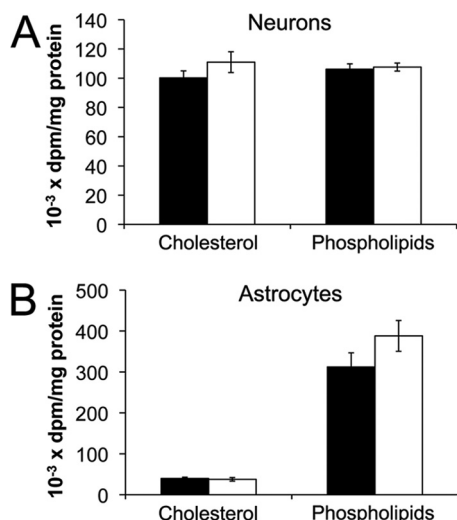 A
Neurons
10⁻³ x dpm/mg protein
140
120
100
80
60
40
20
0
Cholesterol Phospholipids
B
Astrocytes
10⁻³ x dpm/mg protein
500
400
300
200
100
0
Cholesterol Phospholipids